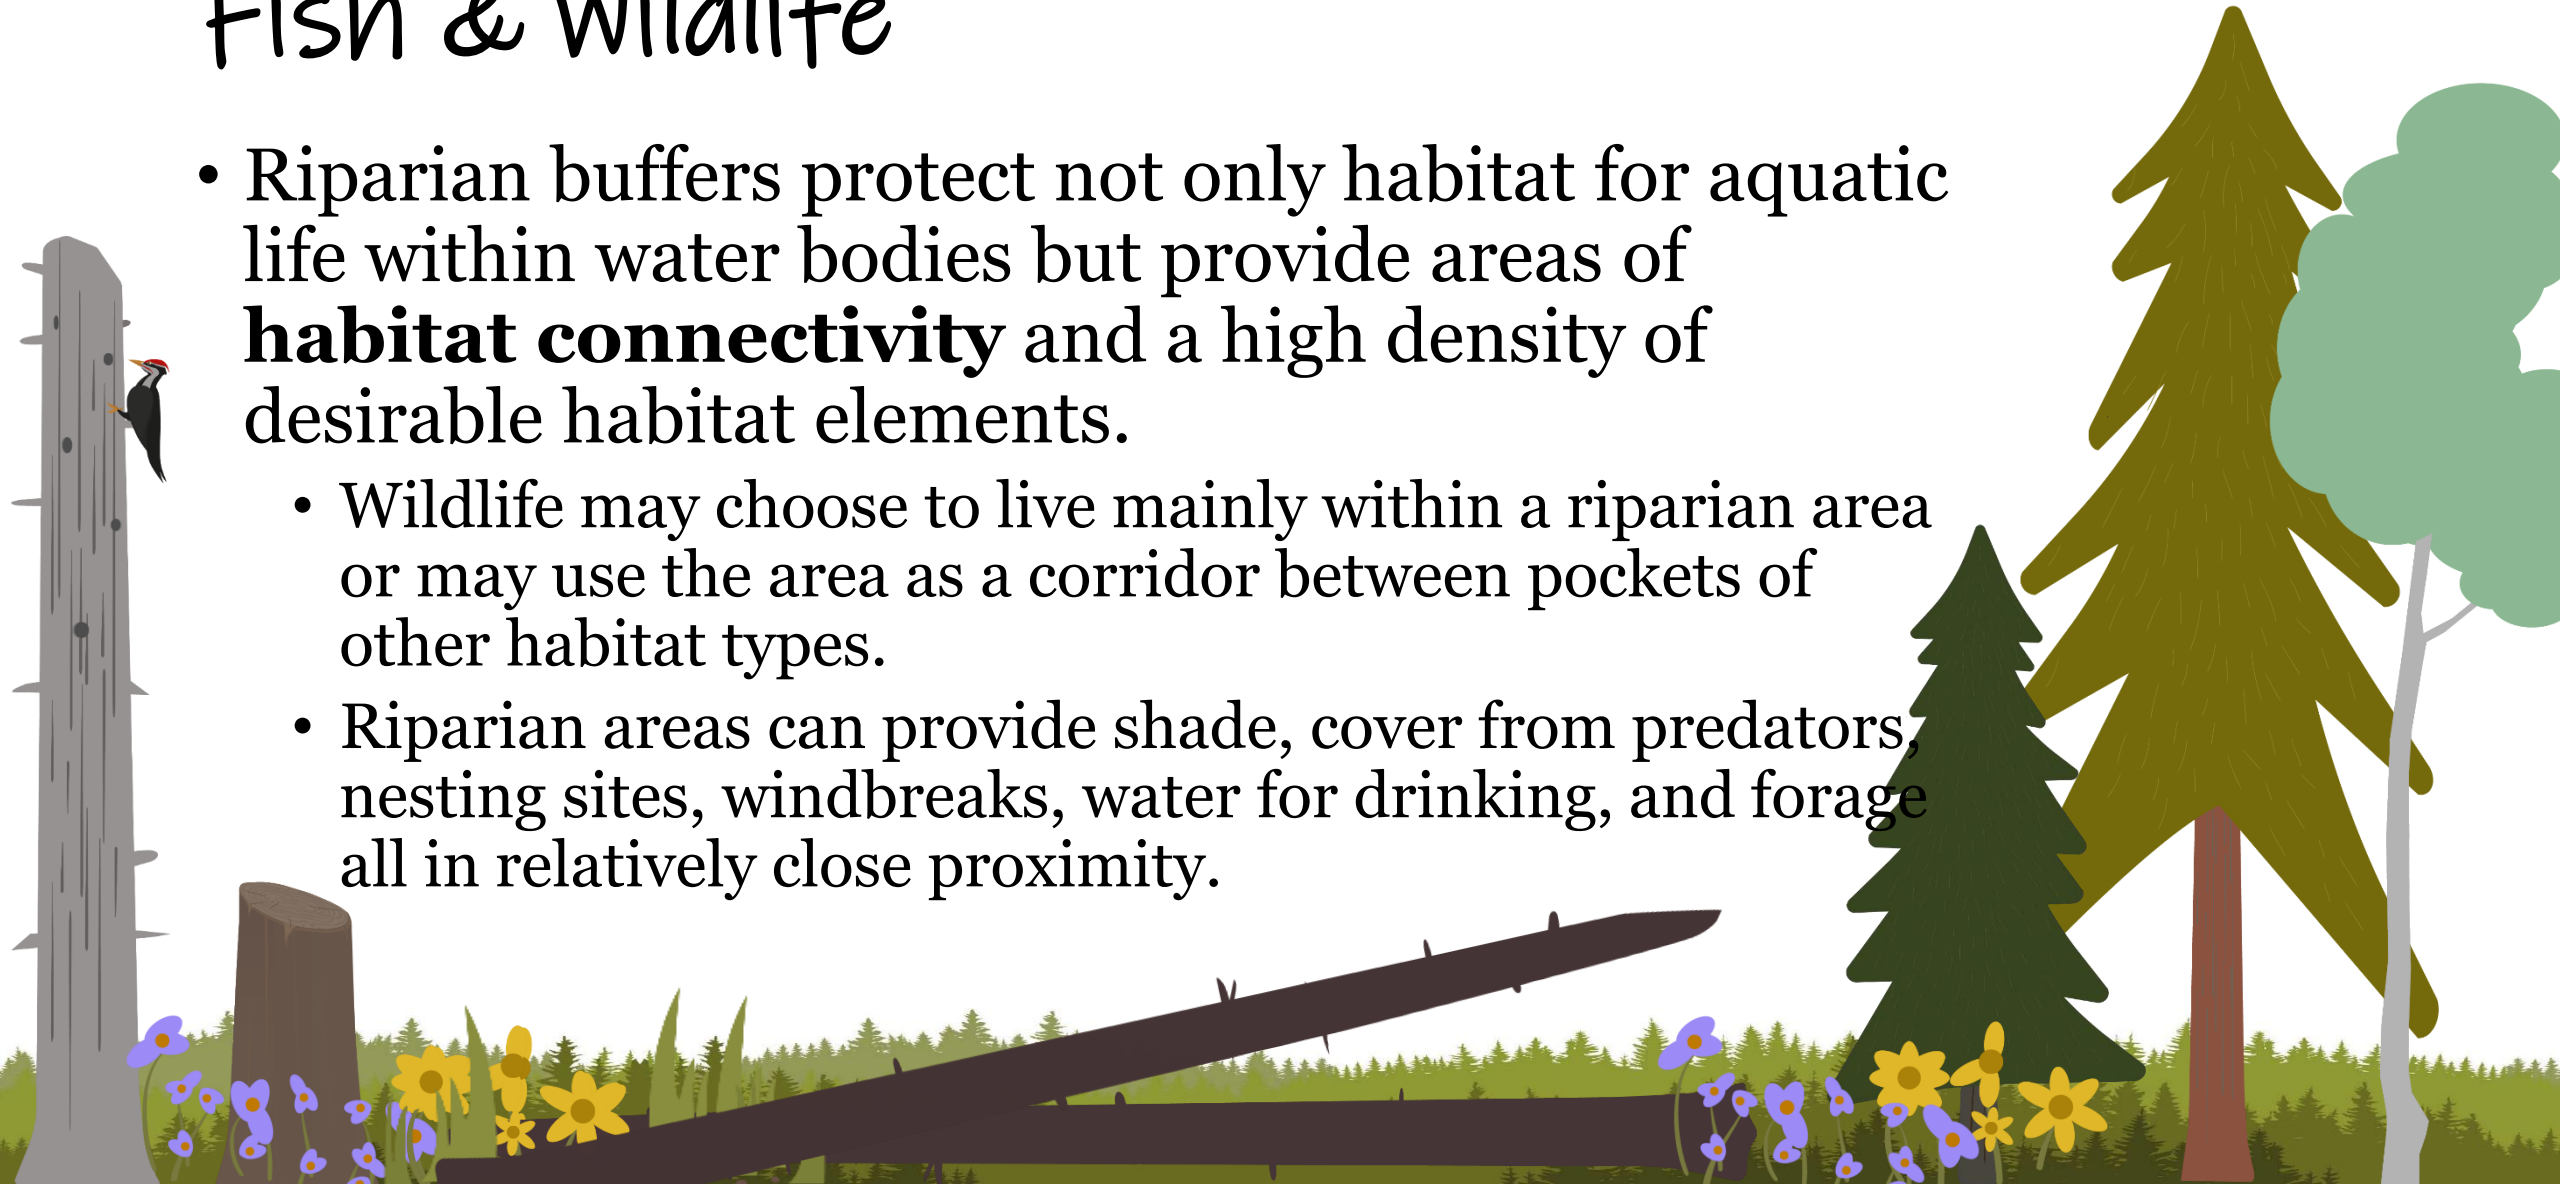 Fish & Wildlife
• Riparian buffers protect not only habitat for aquatic
life within water bodies but provide areas of
habitat connectivity and a high density of
desirable habitat elements.
• Wildlife may choose to live mainly within a riparian area
or may use the area as a corridor between pockets of
other habitat types.
• Riparian areas can provide shade, cover from predators,
nesting sites, windbreaks, water for drinking, and forage
all in relatively close proximity.